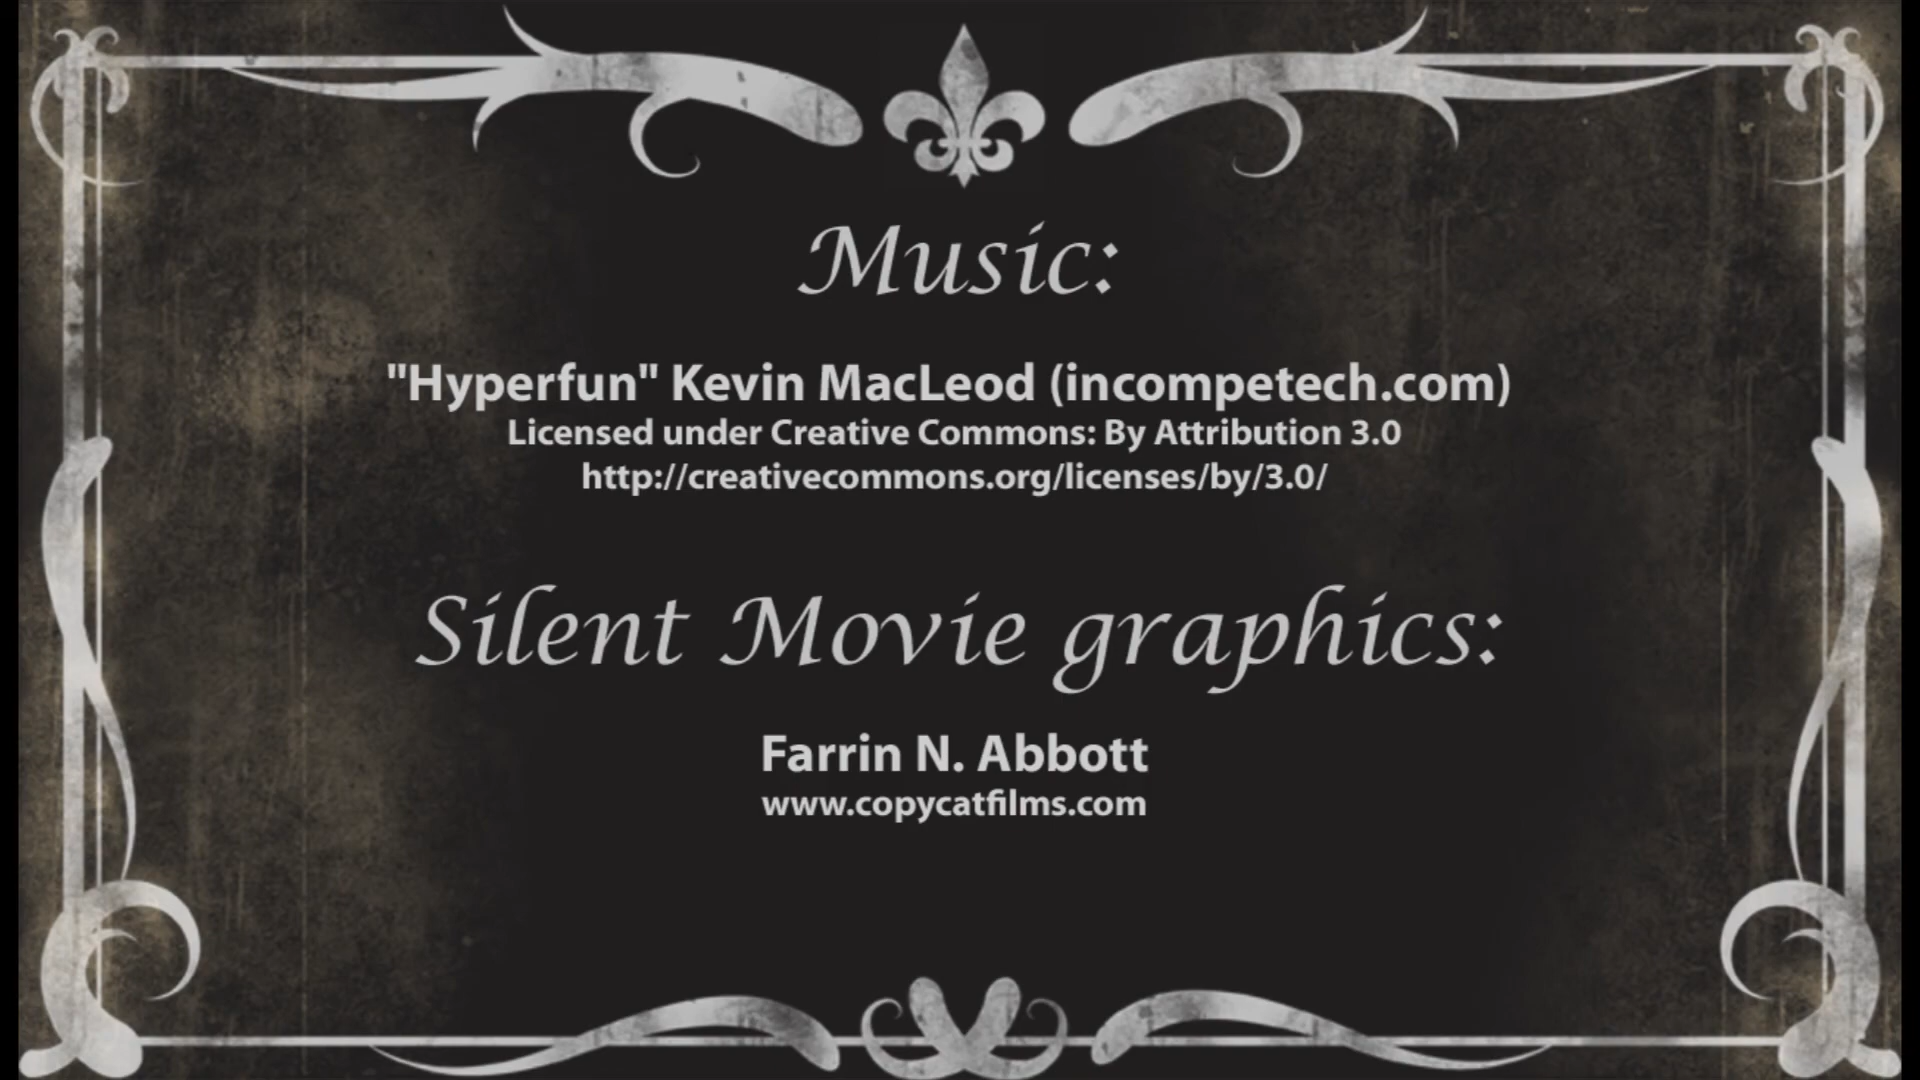 Music:
"Hyperfun" Kevin MacLeod (incompetech.com)
Licensed under Creative Commons: By Attribution 3.0
http://creativecommons.org/licenses/by/3.0/
Silent Movie graphics:
Farrin N. Abbott
www.copycatfilms.com